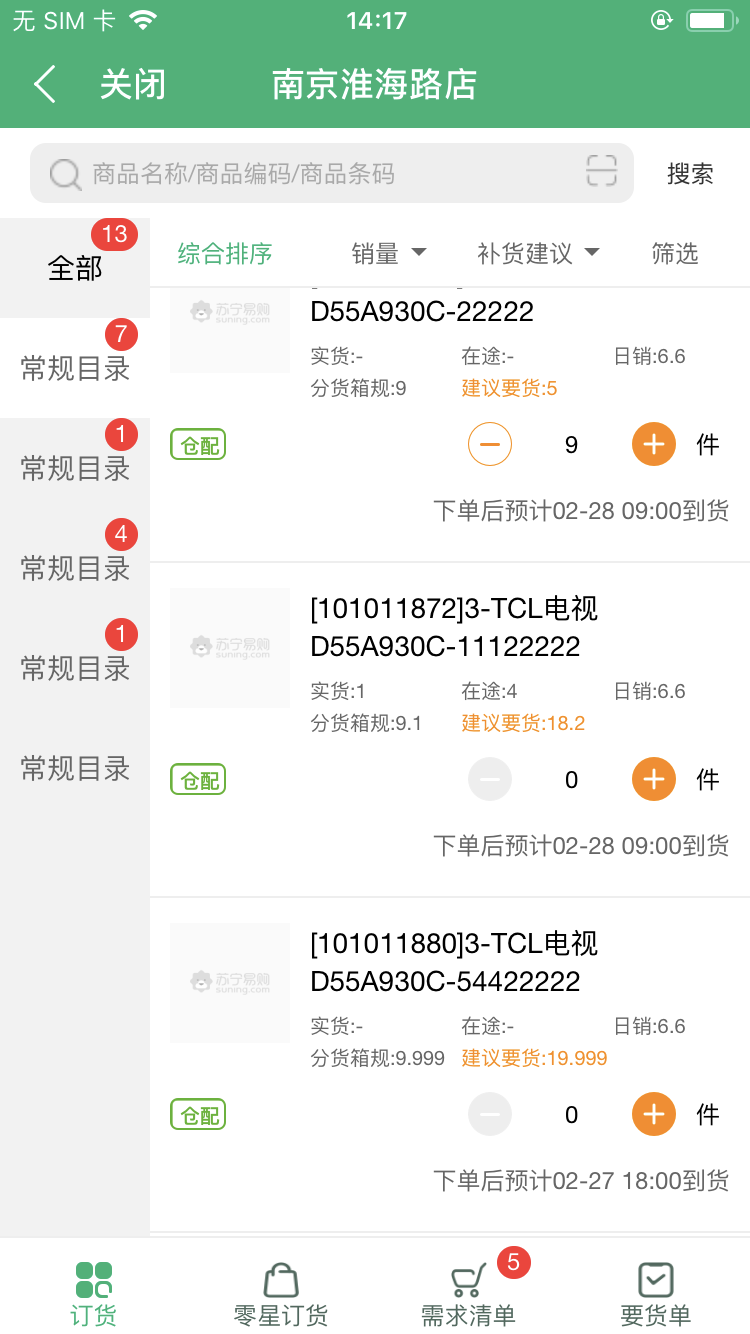 无 SIM 卡
14:17
关闭
南京淮海路店
商品名称/商品编码/商品条码
搜索
13
全部
7
常规目录
1
常规目录
4
常规目录
1
常规目录
常规目录
综合排序
销量
补货建议
筛选
苏宁易购
suning.com
D55A930C-22222
实货:-
在途:-
日销:6.6
分货箱规:9
建议要货:5
仓配
9
件
下单后预计02-28 09:00到货
苏宁易购
suning.com
[101011872]3-TCL电视
D55A930C-11122222
实货:1
在途:4
日销:6.6
分货箱规:9.1
建议要货:18.2
仓配
0
件
下单后预计02-28 09:00到货
苏宁易购
suning.com
[101011880]3-TCL电视
D55A930C-54422222
实货:-
在途:-
日销:6.6
分货箱规:9.999
建议要货:19.999
仓配
0
件
下单后预计02-27 18:00到货
订货
零星订货
5
需求清单
要货单